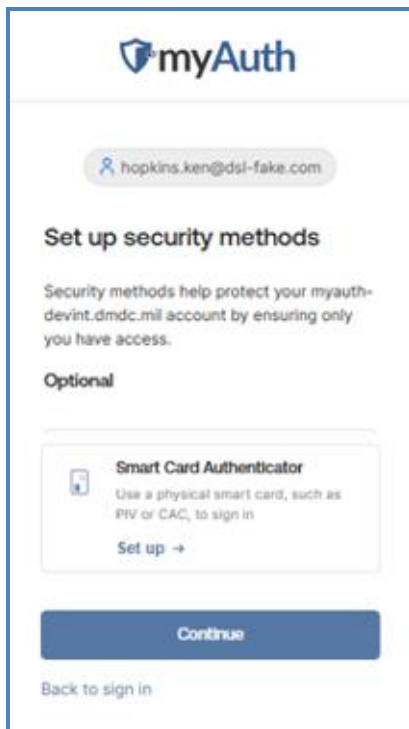 myAuth
hopkins.ken@dsl-fake.com
Set up security methods
Security methods help protect your myauth-
devint.dmdc.mil account by ensuring only
you have access.
Optional
Smart Card Authenticator
Use a physical smart card, such as
PIV or CAC, to sign in
Set up →
Continue
Back to sign in